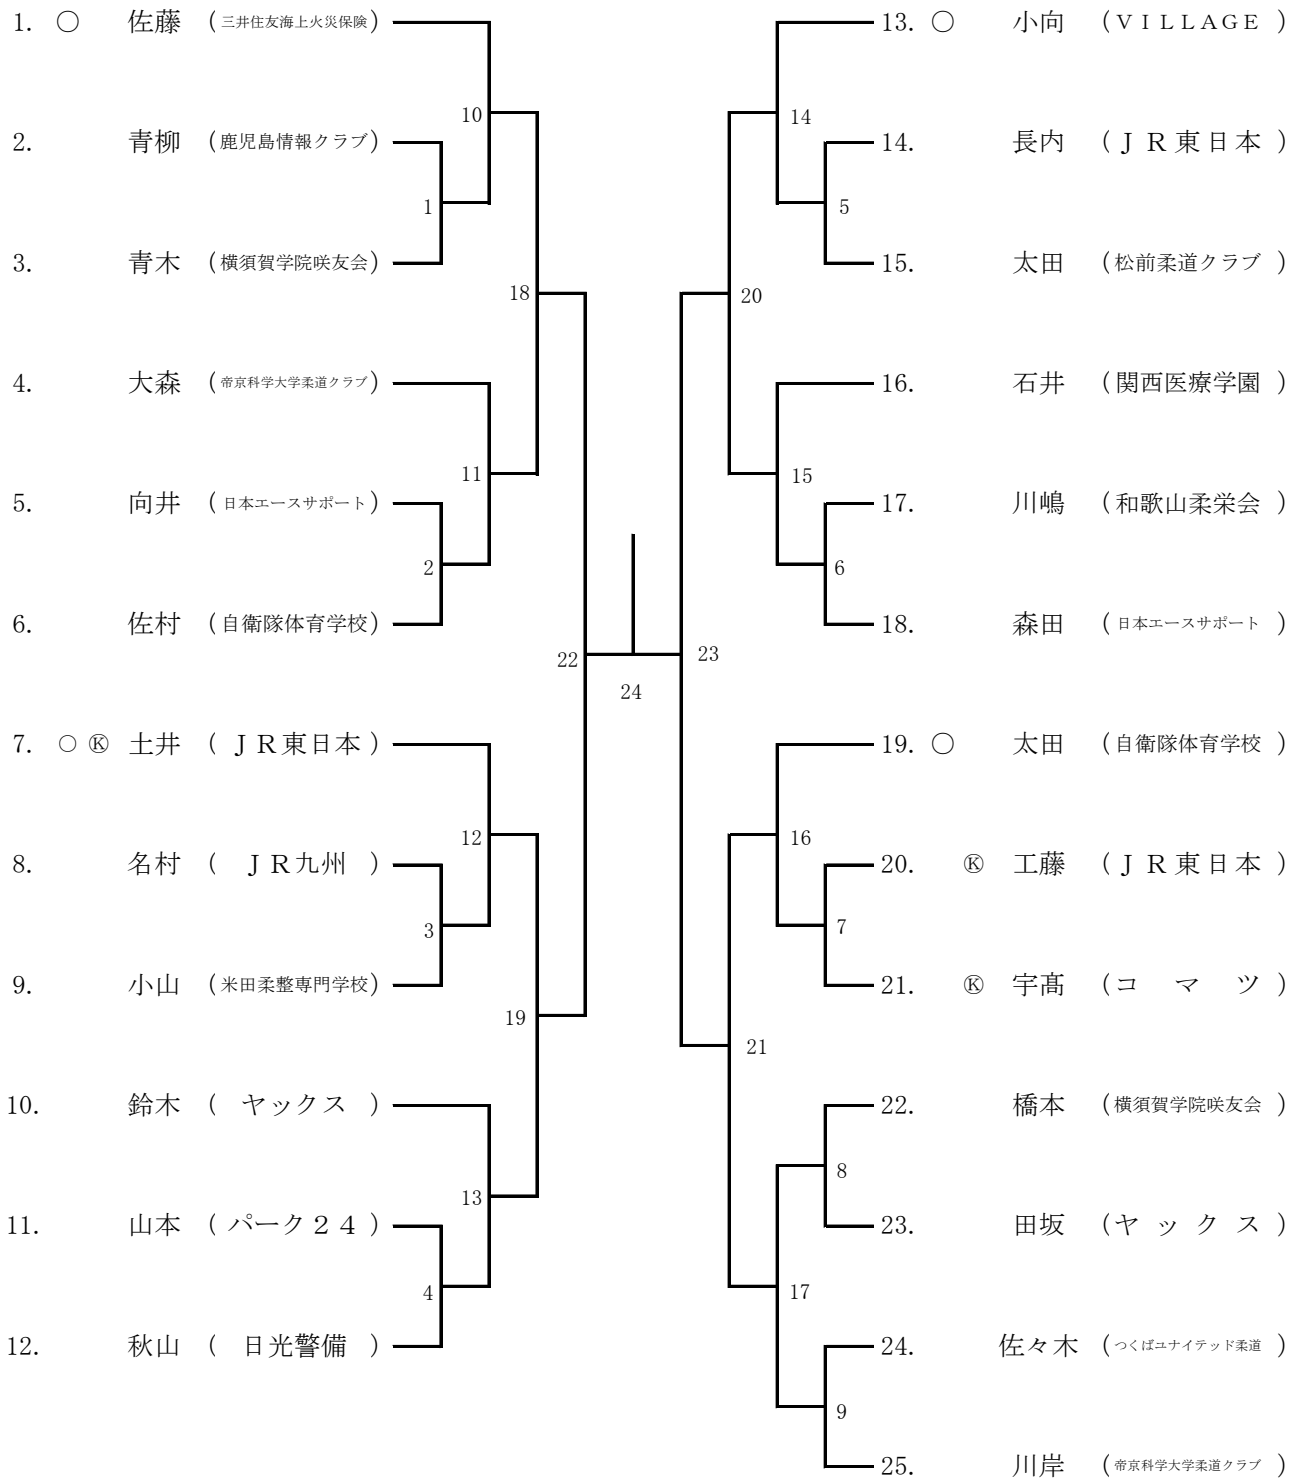 1. ○ 佐藤 (三井住友海上火災保険)
2. 青柳 (鹿児島情報クラブ)
3. 青木 (横須賀学院咲友会)
4. 大森 (帝京科学大学柔道クラブ)
5. 向井 (日本エースサポート)
6. 佐村 (自衛隊体育学校)
7. ○ Ⓚ 土井 (ＪＲ東日本)
8. 名村 (ＪＲ九州)
9. 小山 (米田柔整専門学校)
10. 鈴木 (ヤックス)
11. 山本 (パーク２４)
12. 秋山 (日光警備)
10
1
18
11
2
22
12
3
19
13
4
24
13. ○ 小向 (ＶＩＬＬＡＧＥ)
14. 長内 (ＪＲ東日本)
15. 太田 (松前柔道クラブ)
16. 石井 (関西医療学園)
17. 川嶋 (和歌山柔栄会)
18. 森田 (日本エースサポート)
19. ○ 太田 (自衛隊体育学校)
20. Ⓚ 工藤 (ＪＲ東日本)
21. Ⓚ 宇髙 (コマツ)
22. 橋本 (横須賀学院咲友会)
23. 田坂 (ヤックス)
24. 佐々木 (つくばユナイテッド柔道)
25. 川岸 (帝京科学大学柔道クラブ)
14
5
20
15
6
23
16
7
21
8
17
9